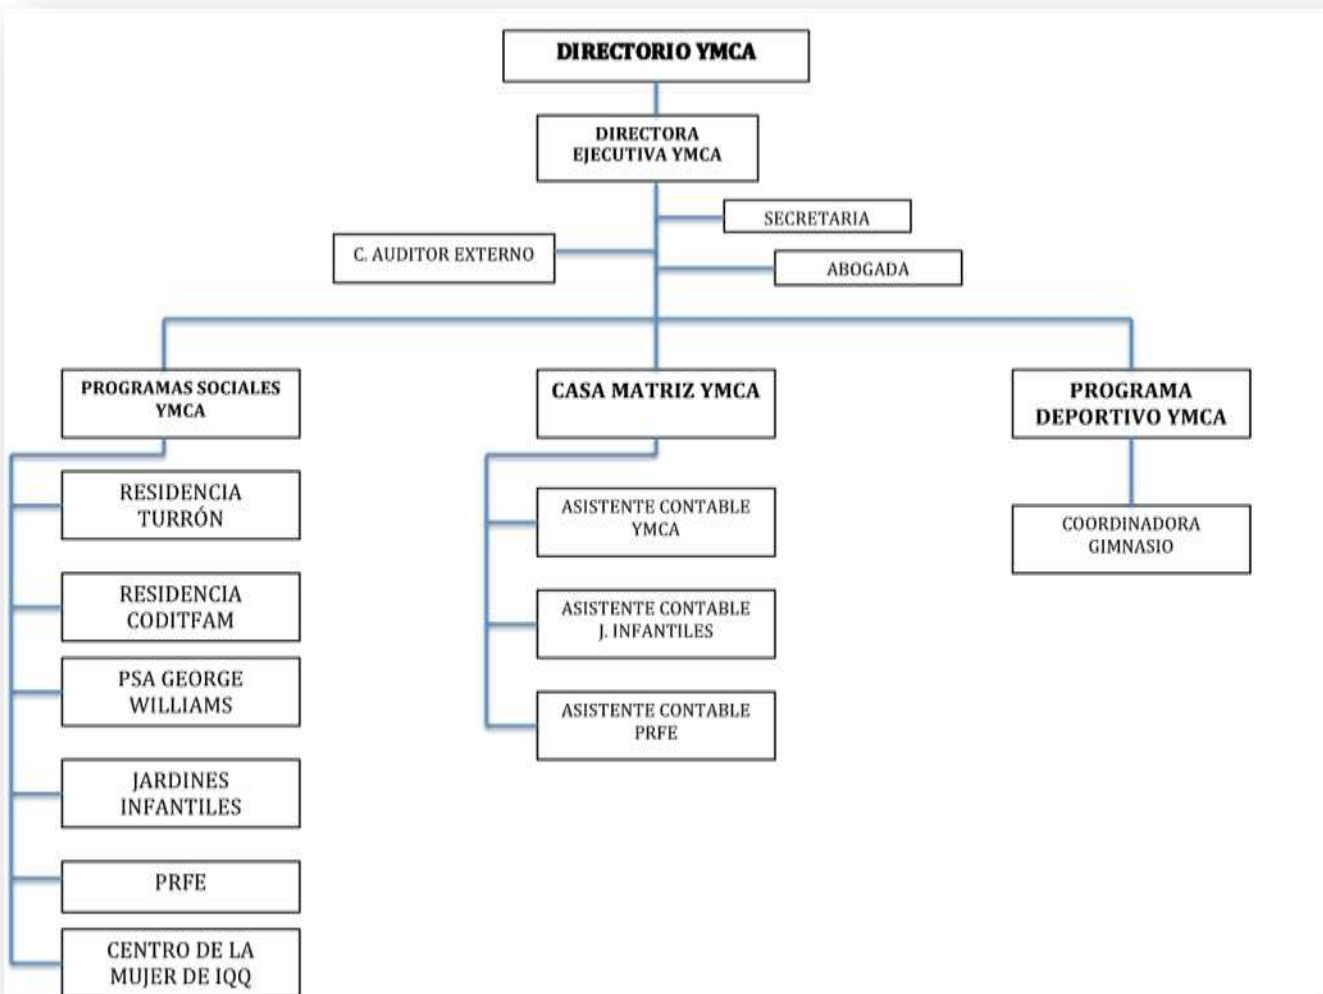 DIRECTORIO YMCA
DIRECTORA
EJECUTIVA YMCA
SECRETARIA
C. AUDITOR EXTERNO
ABOGADA
PROGRAMAS SOCIALES
YMCA
RESIDENCIA
TURRÓN
RESIDENCIA
CODITFAM
PSA GEORGE
WILLIAMS
JARDINES
INFANTILES
PRFE
CENTRO DE LA
MUJER DE IQQ
CASA MATRIZ YMCA
ASISTENTE CONTABLE
YMCA
ASISTENTE CONTABLE
J. INFANTILES
ASISTENTE CONTABLE
PRFE
PROGRAMA
DEPORTIVO YMCA
COORDINADORA
GIMNASIO